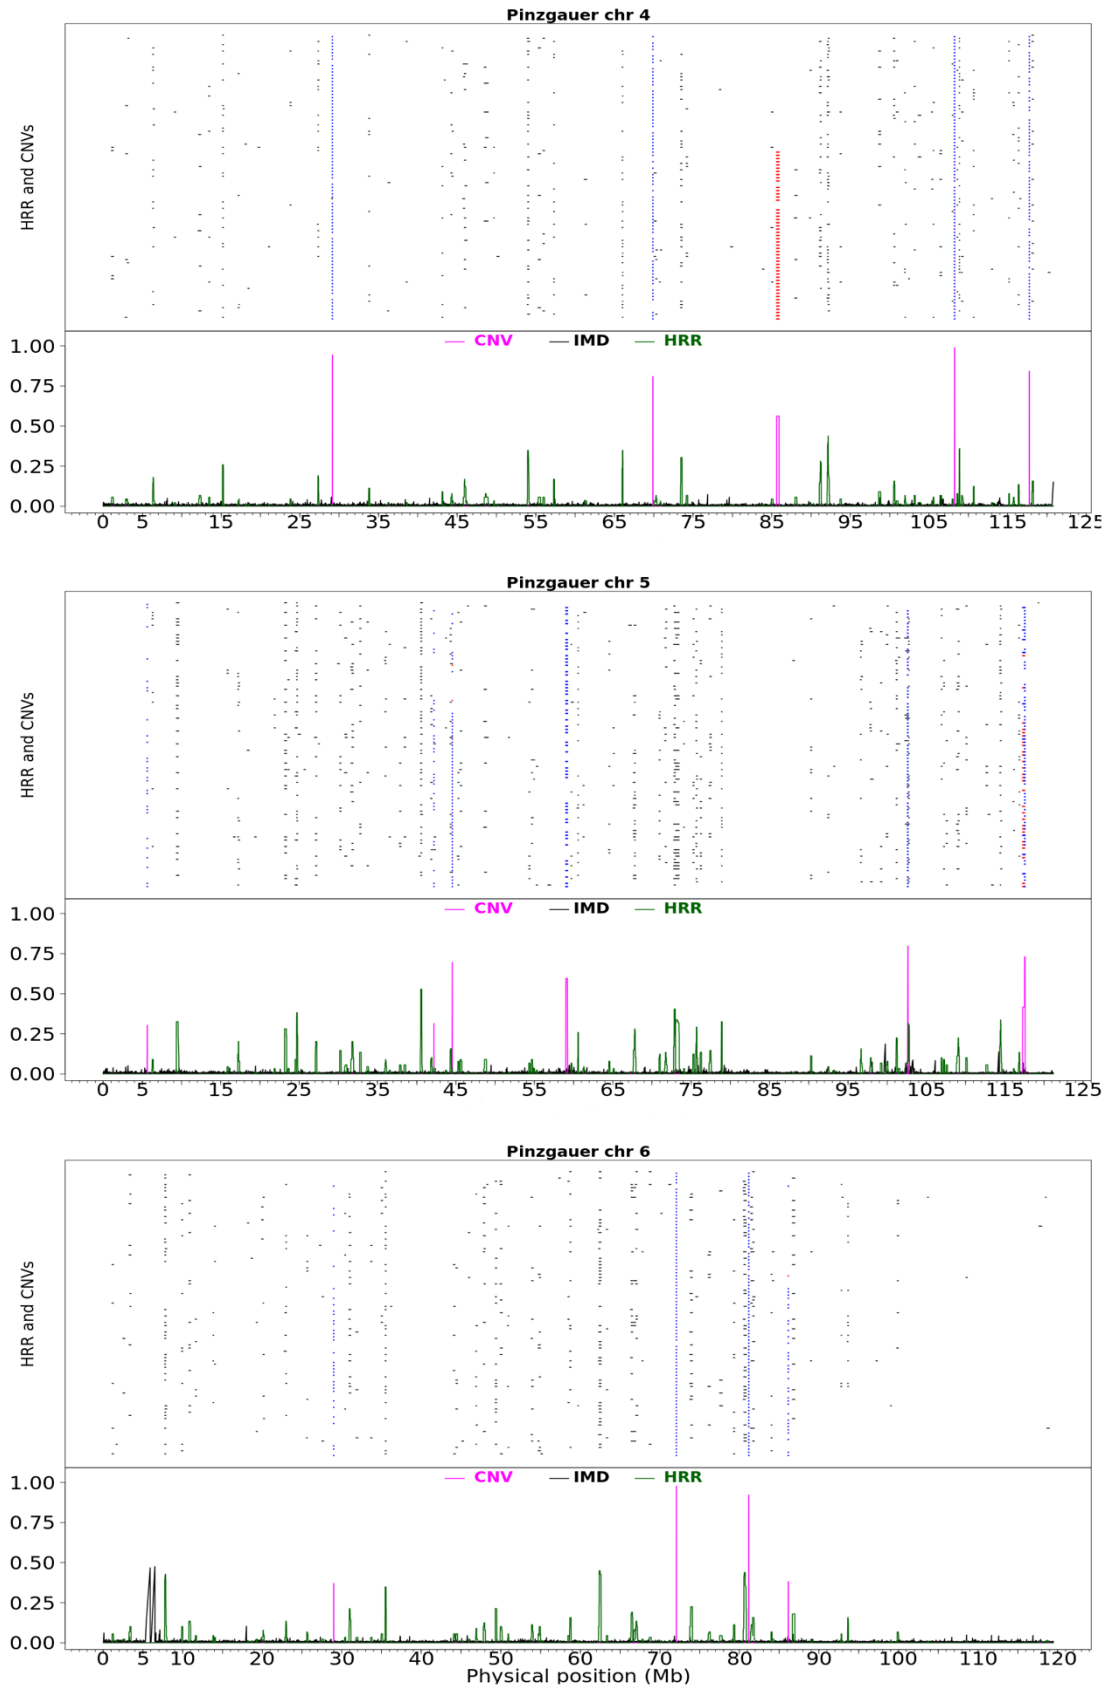 Pinzgauer chr 4
HRR and CNVs
CNV IMD HRR
1.00
0.75
0.50
0.25
0.00
0 5 15 25 35 45 55 65 75 85 95 105 115 125
Pinzgauer chr 5
HRR and CNVs
CNV IMD HRR
1.00
0.75
0.50
0.25
0.00
0 5 15 25 35 45 55 65 75 85 95 105 115 125
Pinzgauer chr 6
HRR and CNVs
CNV IMD HRR
1.00
0.75
0.50
0.25
0.00
0 5 10 20 30 40 50 60 70 80 90 100 110 120
Physical position (Mb)